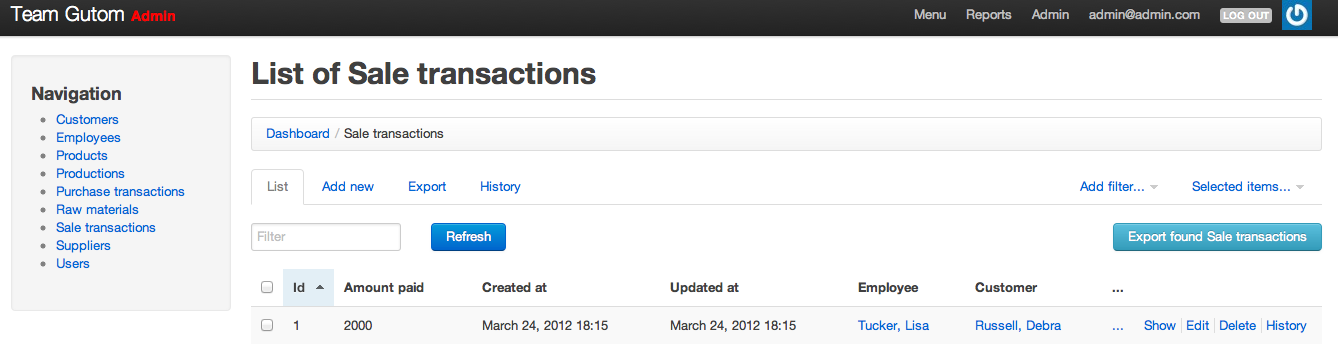 Team Gutom Admin
Menu Reports Admin admin@admin.com LOG OUT
Navigation
Customers
Employees
Products
Productions
Purchase transactions
Raw materials
Sale transactions
Suppliers
Users
List of Sale transactions
Dashboard / Sale transactions
List Add new Export History Add filter... Selected items...
Filter Refresh Export found Sale transactions
Id Amount paid Created at Updated at Employee Customer ...
1 2000 March 24, 2012 18:15 March 24, 2012 18:15 Tucker, Lisa Russell, Debra ... Show Edit Delete History